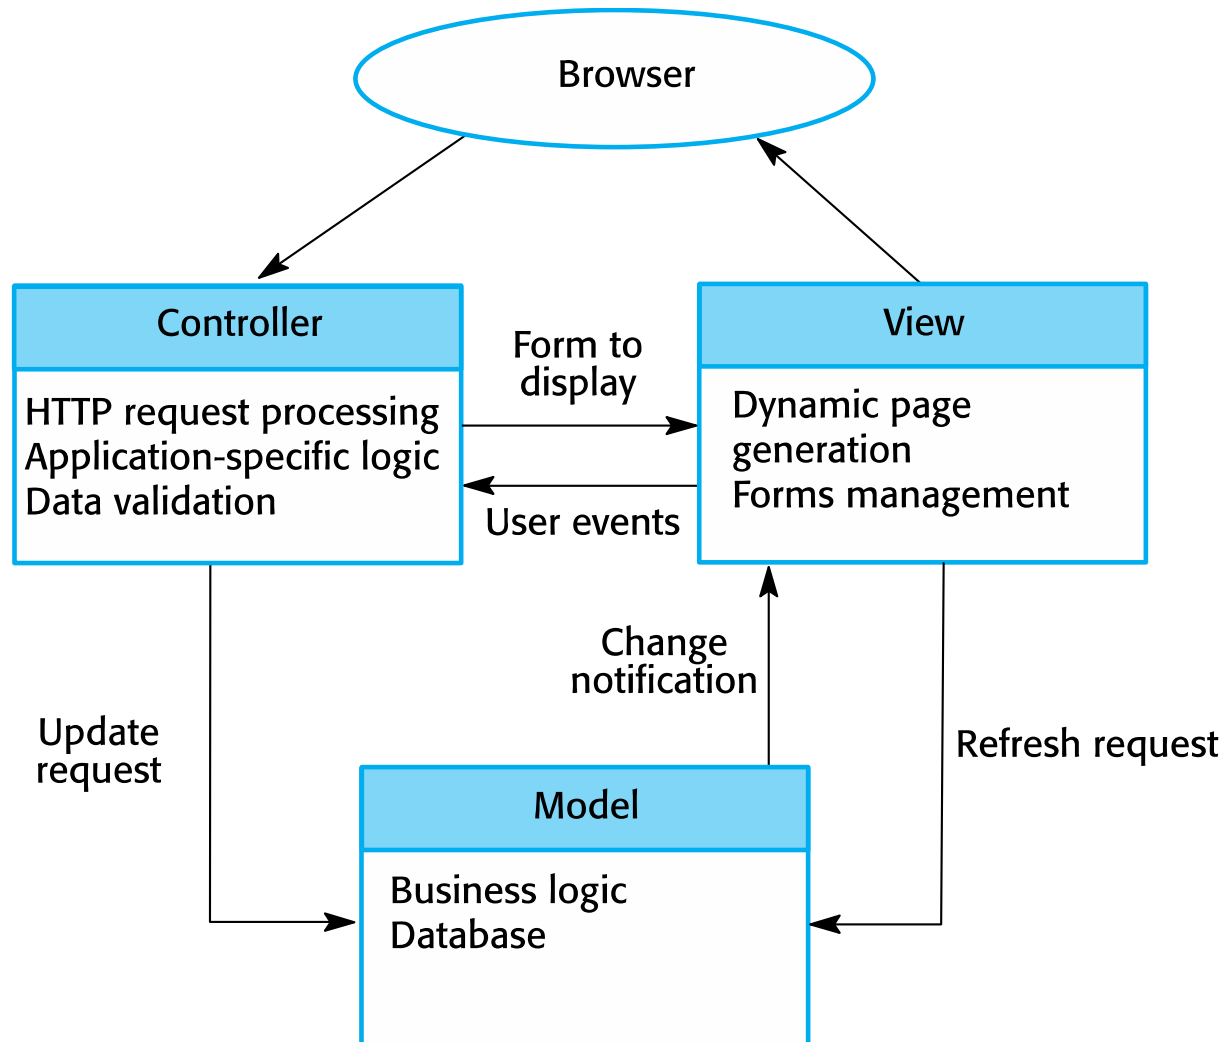 Browser
Controller
HTTP request processing
Application-specific logic
Data validation
Form to
display
User events
View
Dynamic page
generation
Forms management
Update
request
Change
notification
Refresh request
Model
Business logic
Database